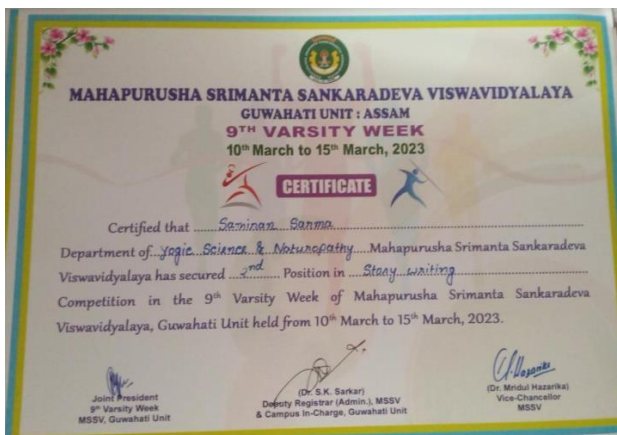 MAHAPURUSHA SRIMANTA SANKARADEVA VISWAVIDYALAYA
GUWAHATI UNIT : ASSAM
9TH VARSITY WEEK
10th March to 15th March, 2023
CERTIFICATE
Certified that Saminan Sarma
Department of Yogic Science & Naturopathy Mahapurusha Srimanta Sankaradeva
Viswavidyalaya has secured 2nd Position in Story writing
Competition in the 9th Varsity Week of Mahapurusha Srimanta Sankaradeva
Viswavidyalaya, Guwahati Unit held from 10th March to 15th March, 2023.
Joint President
9th Varsity Week
MSSV, Guwahati Unit
(Dr. S.K. Sarkar)
Deputy Registrar (Admin.), MSSV
& Campus In-Charge, Guwahati Unit
(Dr. Mridul Hazarika)
Vice-Chancellor
MSSV